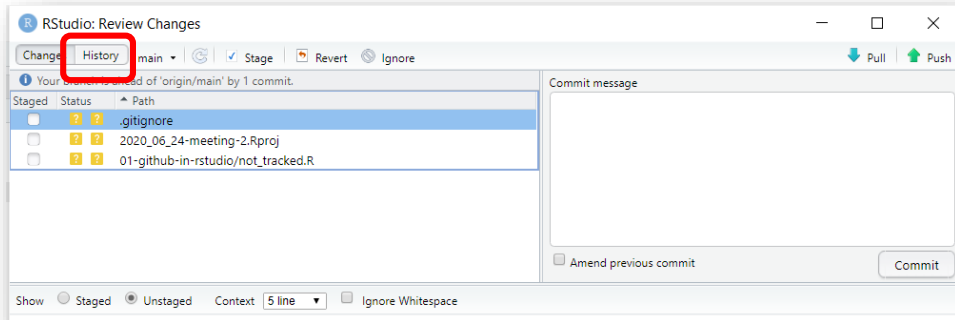 R RStudio: Review Changes
Change History main Stage Revert Ignore Pull Push
Your branch is ahead of 'origin/main' by 1 commit.
Commit message
Staged Status Path
? ? .gitignore
? ? 2020_06_24-meeting-2.Rproj
? ? 01-github-in-rstudio/not_tracked.R
Amend previous commit
Commit
Show Staged Unstaged Context 5 line Ignore Whitespace